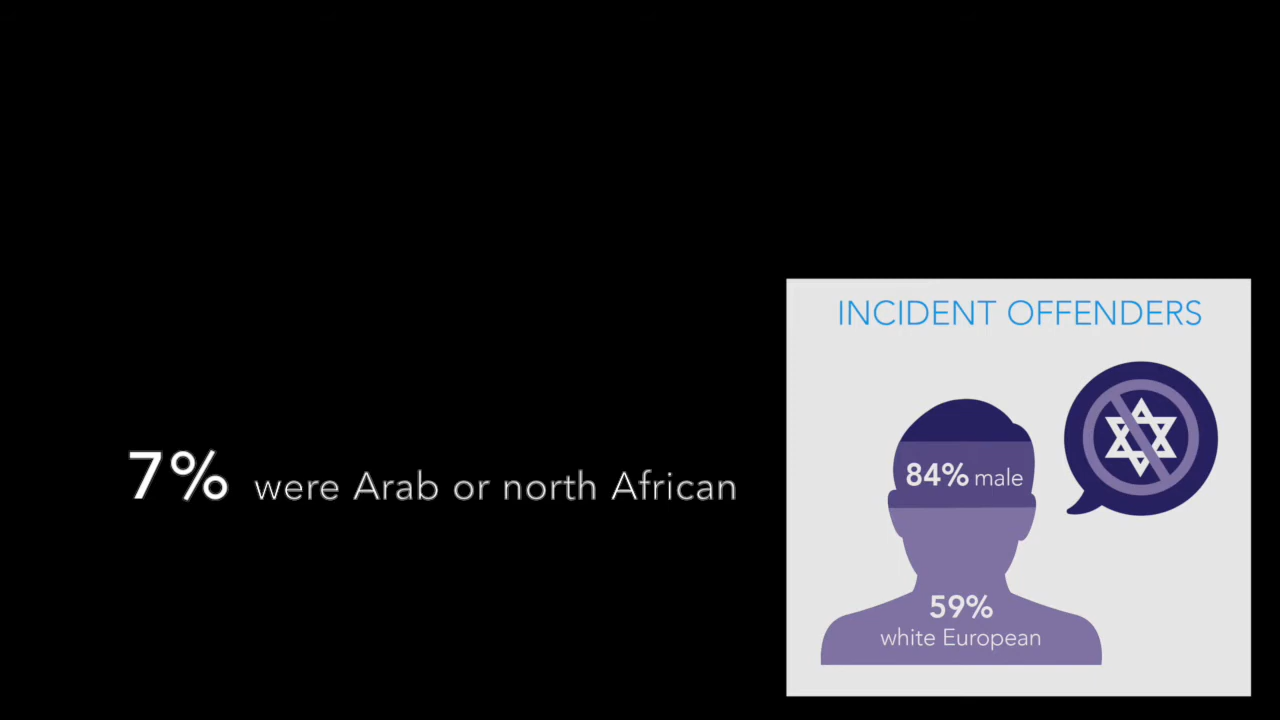 7% were Arab or north African
INCIDENT OFFENDERS
84% male
59%
white European